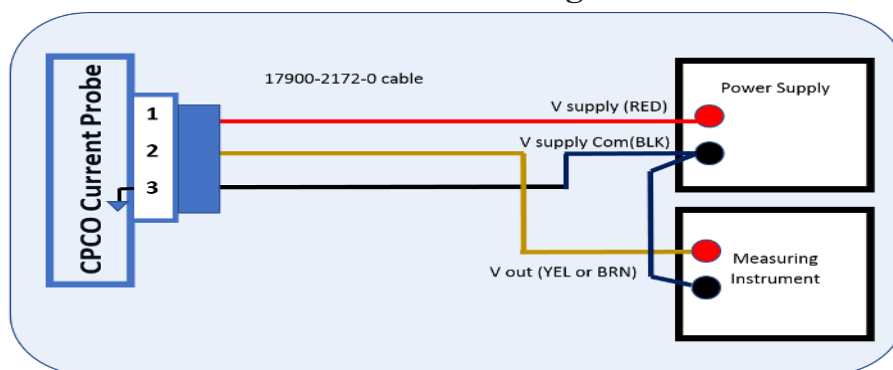 17900-2172-0 cable
CPCO Current Probe
1
2
3
V supply (RED)
V supply Com(BLK)
V out (YEL or BRN)
Power Supply
Measuring
Instrument